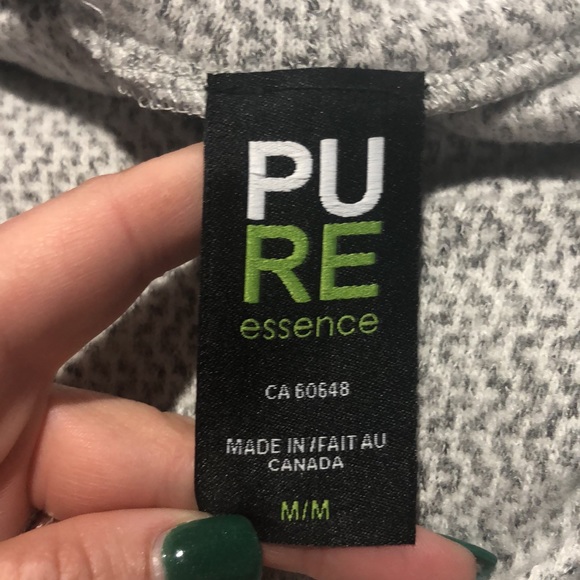 PU
RE
essence
CA 60648
MADE IN/FAIT AU
CANADA
M/M